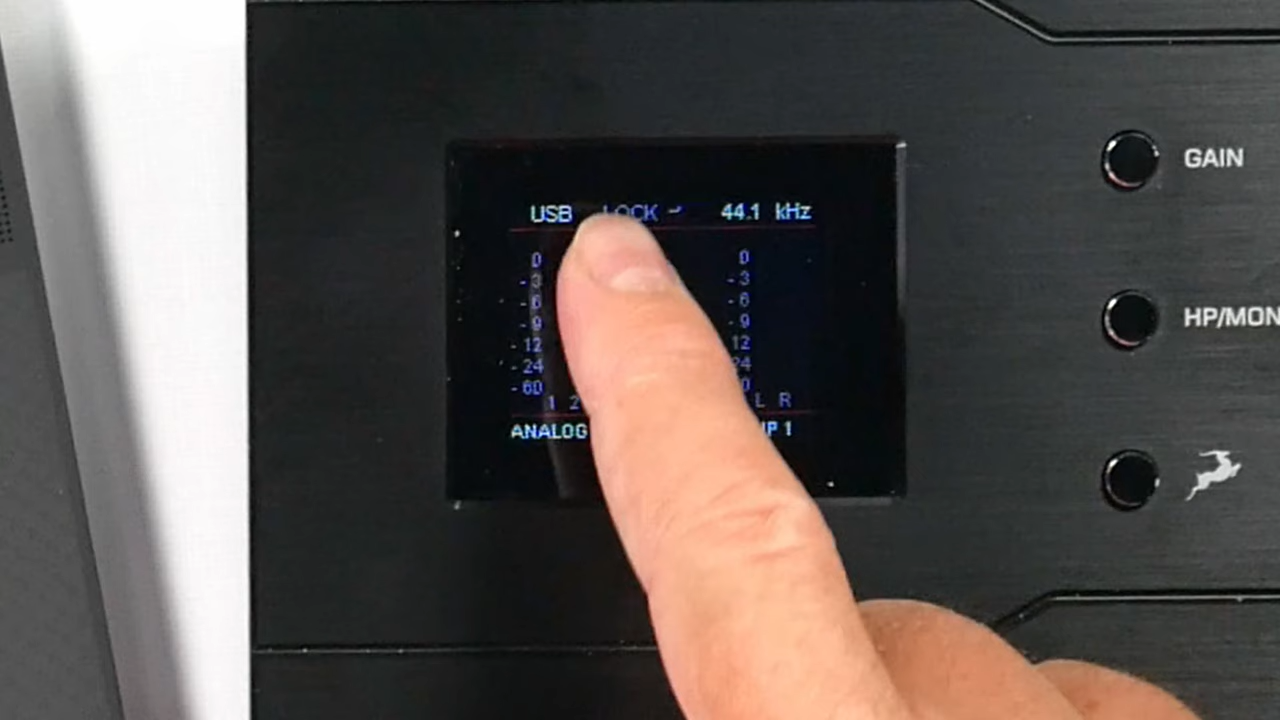 USB LOCK 44.1 kHz
0 0
-3 -3
-6 -6
-9 -9
-12 12
-24 24
-60 0
1 2 L R
ANALOG P 1
GAIN
HP/MON